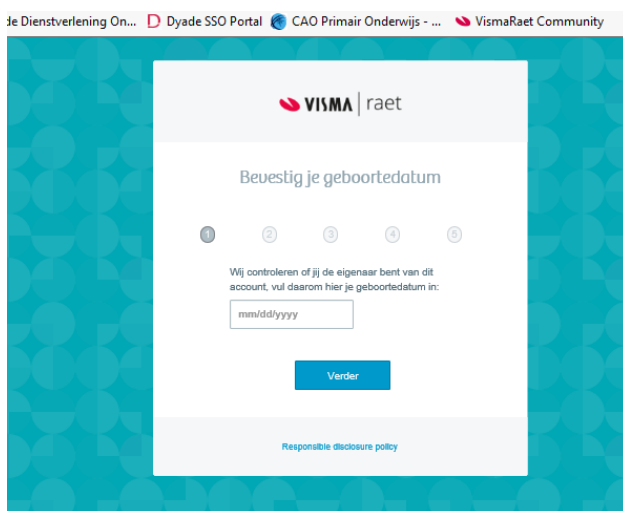 de Dienstverlening On... Dyade SSO Portal CAO Primair Onderwijs - ... VismaRaet Community
VISMA raet
Bevestig je geboortedatum
1 2 3 4 5
Wij controleren of jij de eigenaar bent van dit
account, vul daarom hier je geboortedatum in:
mm/dd/yyyy
Verder
Responsible disclosure policy